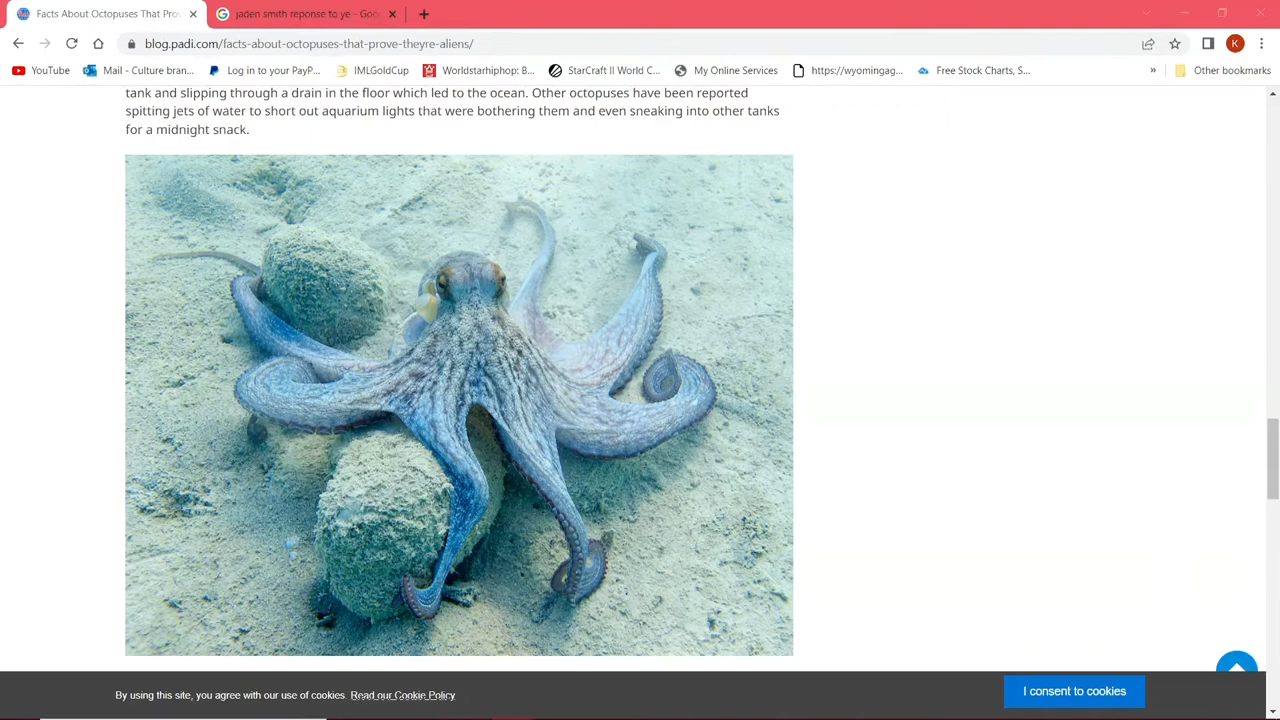 Facts About Octopuses That Pro
jaden smith reponse to ye - Goo
blog.padi.com/facts-about-octopuses-that-prove-theyre-aliens/
K
YouTube
Mail - Culture bran...
Log in to your PayP...
IMLGoldCup
Worldstarhiphop: B...
StarCraft II World C...
My Online Services
https://wyomingag...
Free Stock Charts, S...
»
Other bookmarks
tank and slipping through a drain in the floor which led to the ocean. Other octopuses have been reported
spitting jets of water to short out aquarium lights that were bothering them and even sneaking into other tanks
for a midnight snack.
By using this site, you agree with our use of cookies. Read our Cookie Policy
I consent to cookies